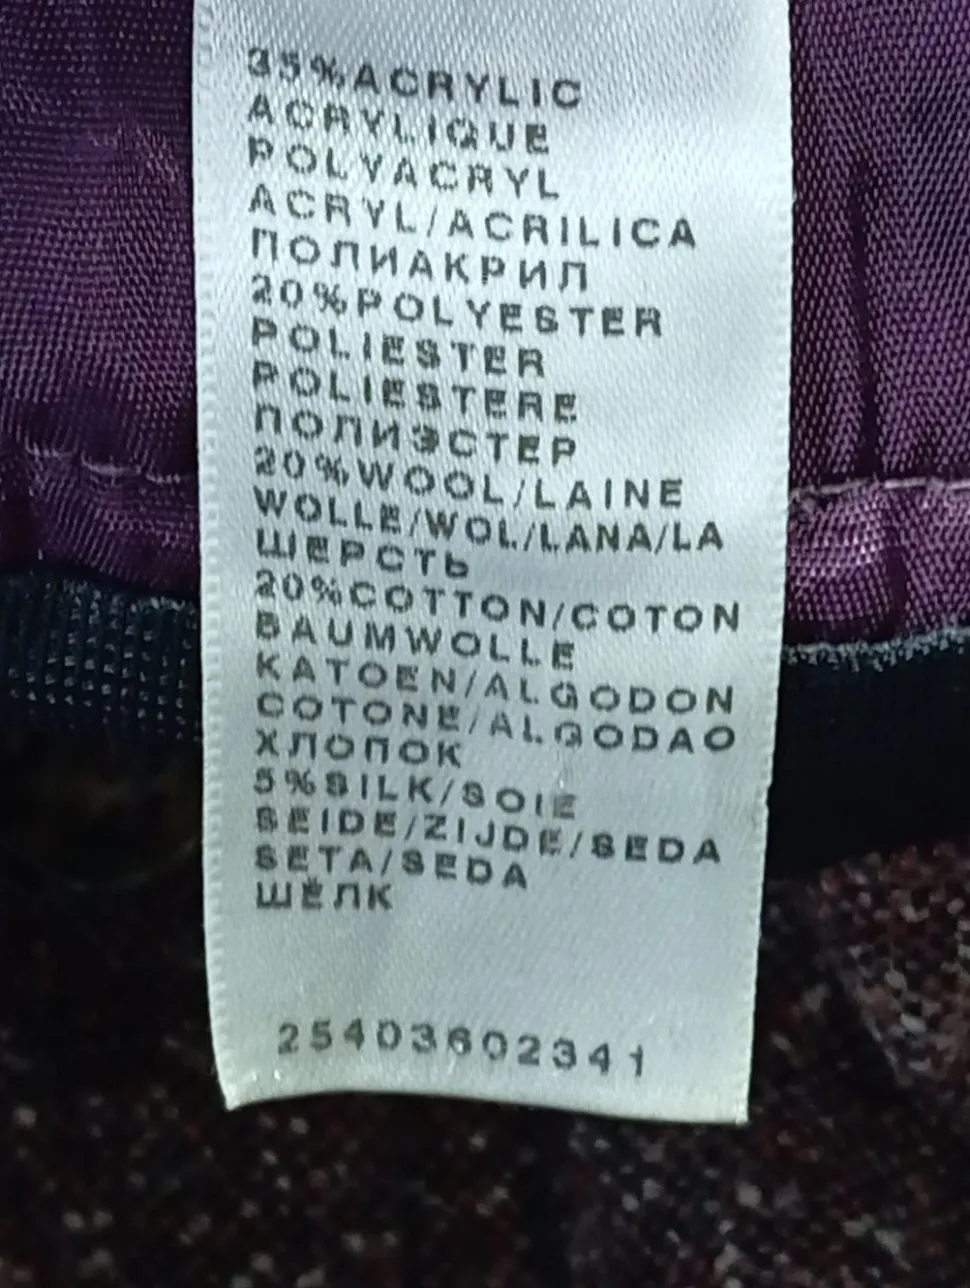 35%ACRYLIC
ACRYLIQUE
POLYACRYL
ACRYL/ACRILICA
ПОЛИАКРИЛ
20%POLYESTER
POLIESTER
POLIESTERE
ПОЛИЭСТЕР
20%WOOL/LAINE
WOLLE/WOL/LANA/LA
ШЕРСТЬ
20%COTTON/COTON
BAUMWOLLE
KATOEN/ALGODON
COTONE/ALGODAO
ХЛОПОК
5%SILK/SOIE
SEIDE/ZIJDE/SEDA
SETA/SEDA
ШЁЛК
25403602341